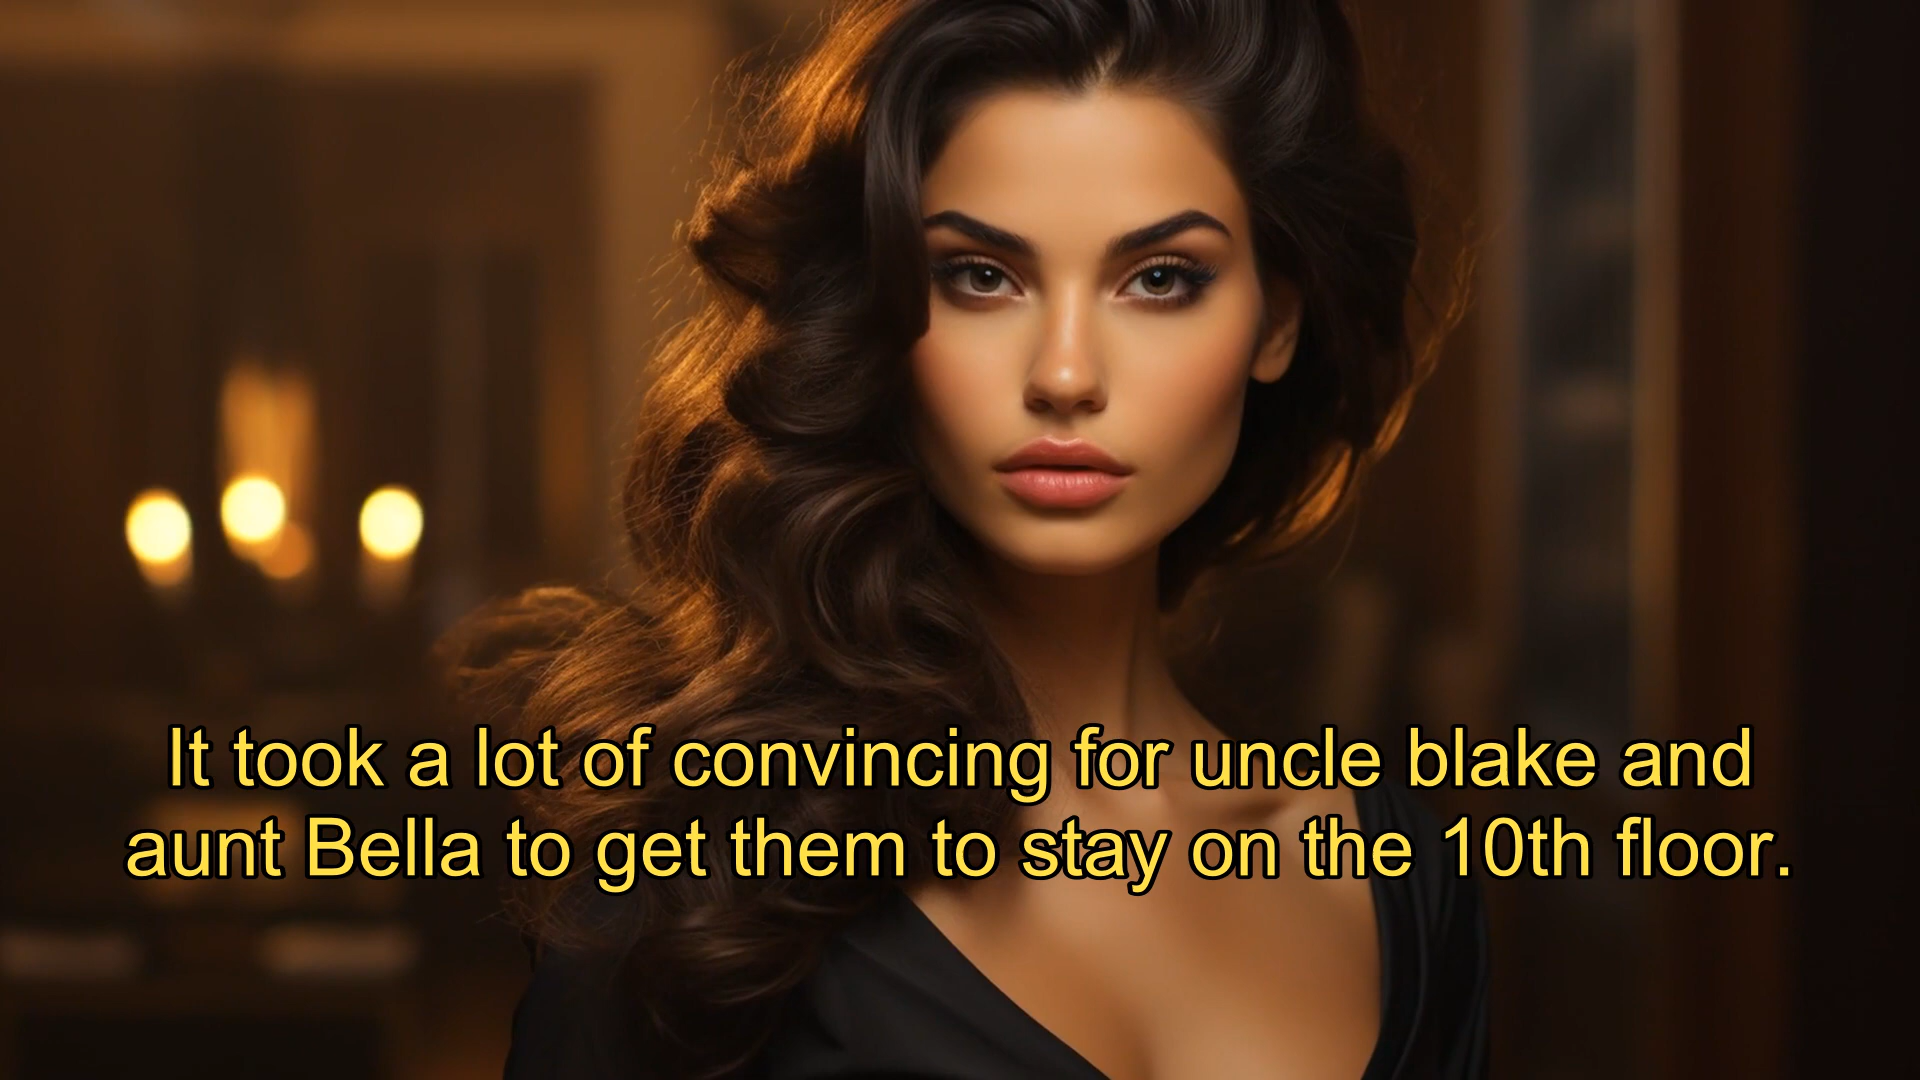 It took a lot of convincing for uncle blake and
aunt Bella to get them to stay on the 10th floor.